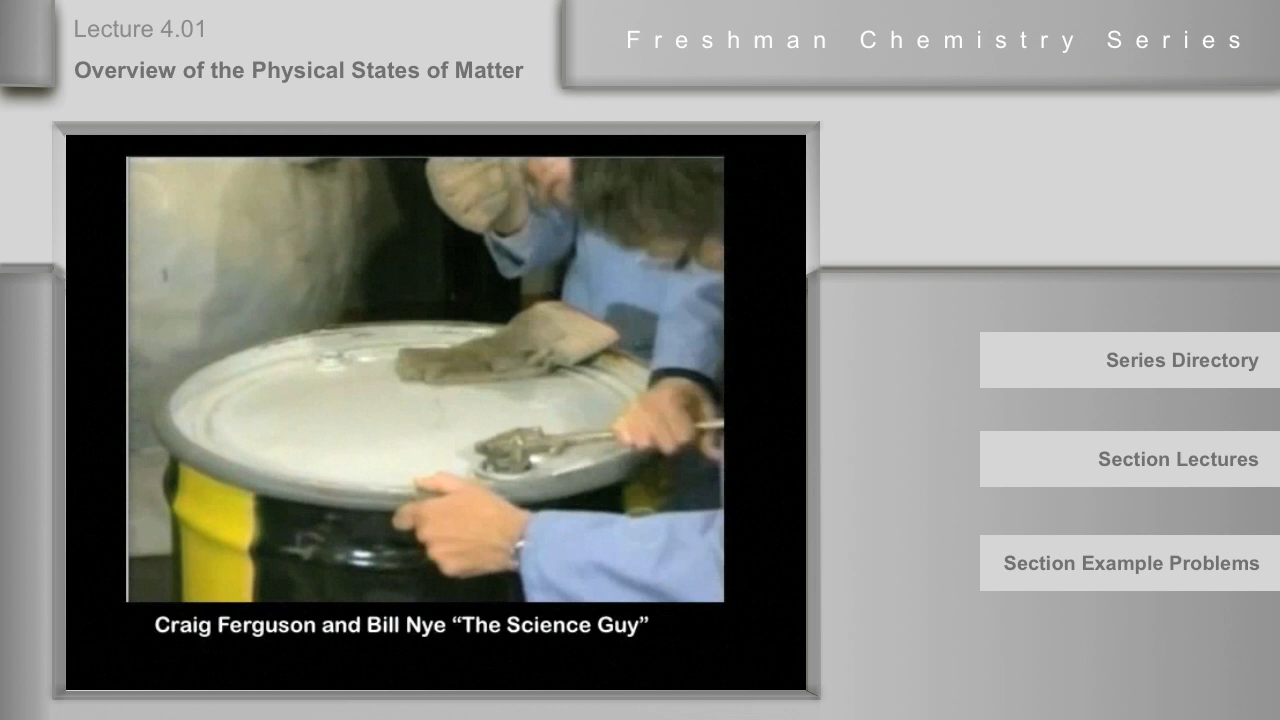 Lecture 4.01
Overview of the Physical States of Matter
Freshman Chemistry Series
Craig Ferguson and Bill Nye “The Science Guy”
Series Directory
Section Lectures
Section Example Problems